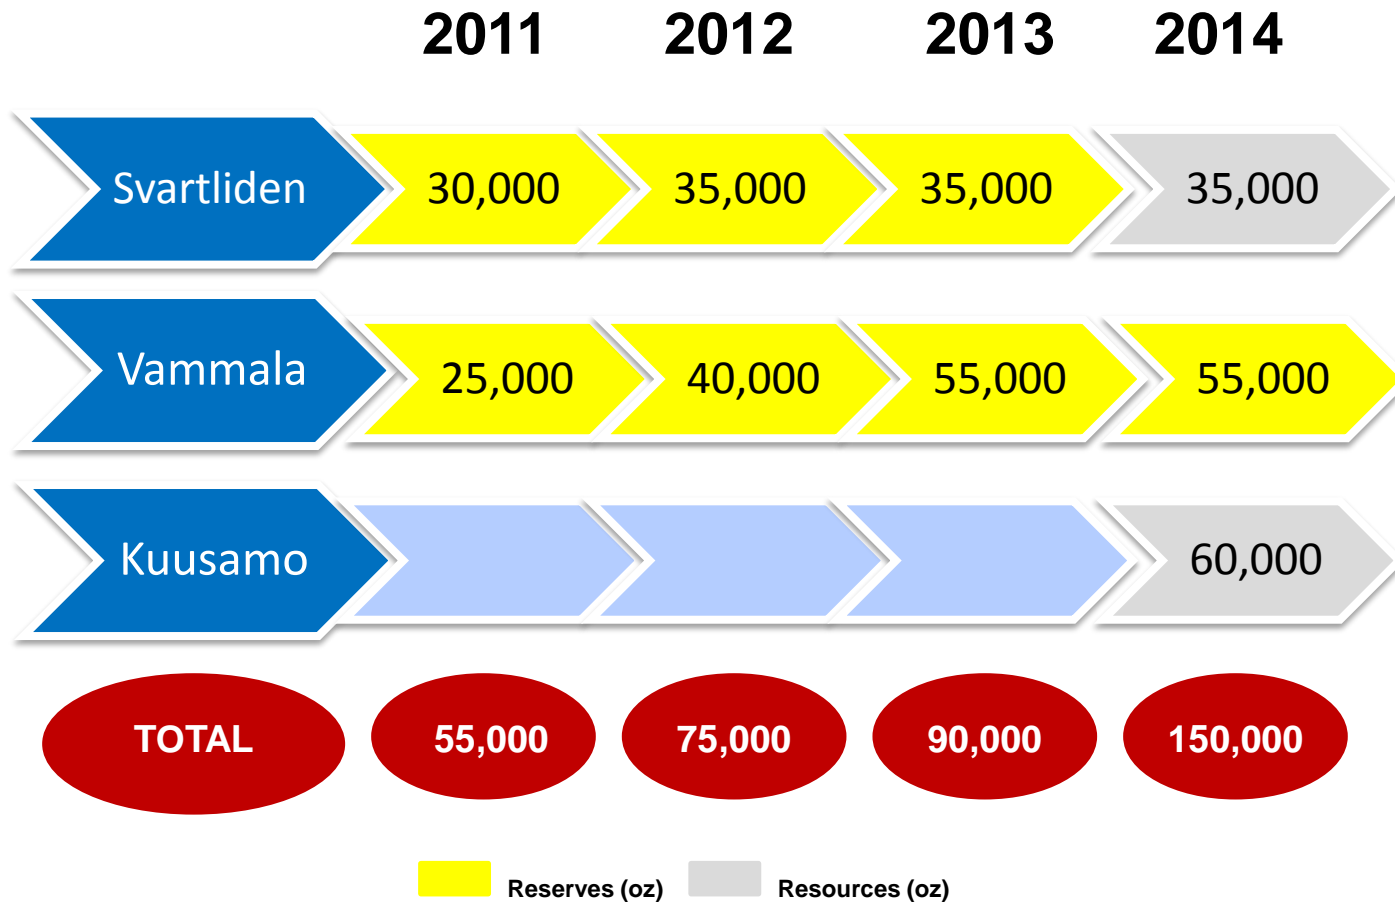 2011 2012 2013 2014
Svartliden 30,000 35,000 35,000 35,000
Vammala 25,000 40,000 55,000 55,000
Kuusamo 60,000
TOTAL 55,000 75,000 90,000 150,000
Reserves (oz) Resources (oz)